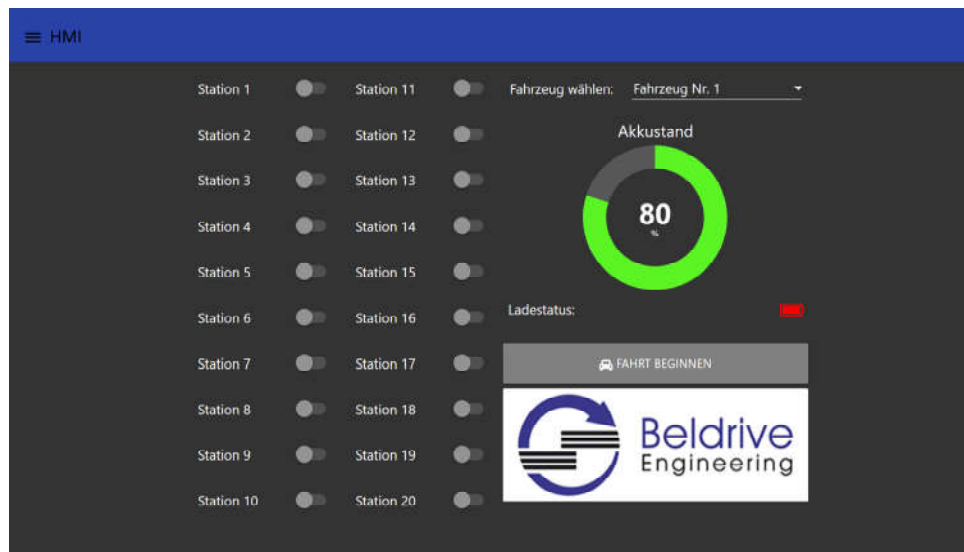 HMI
Station 1
Station 2
Station 3
Station 4
Station 5
Station 6
Station 7
Station 8
Station 9
Station 10
Station 11
Station 12
Station 13
Station 14
Station 15
Station 16
Station 17
Station 18
Station 19
Station 20
Fahrzeug wählen: Fahrzeug Nr. 1
Akkustand
80
%
Ladestatus:
FAHRT BEGINNEN
Beldrive
Engineering